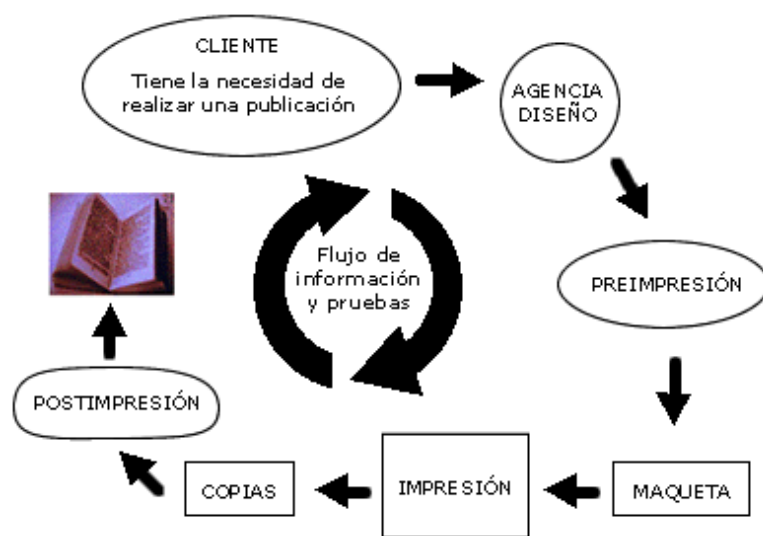 CLIENTE
Tiene la necesidad de
realizar una publicación
AGENCIA
DISEÑO
PREIMPRESIÓN
MAQUETA
IMPRESIÓN
COPIAS
POSTIMPRESIÓN
Flujo de
información
y pruebas